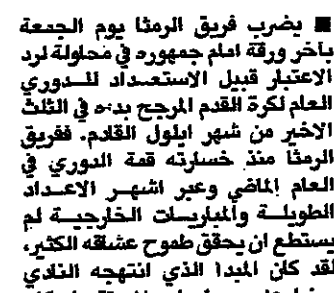 ■ يضرب فريق الرمثا يوم الجمعة
بآخر ورقة امام جمهوره في محاولة لرد
الاعتبار قبيل الاستعداد للدوري
العام لكرة القدم المرجح بدئه في الثلث
الاخير من شهر ايلول القادم. ففريق
الرمثا منذ خسارته قمة الدوري في
العام الماضي وعبر اشهر الاعداد
الطويلة والمباريات الخارجية لم
يستطع ان يحقق طموح عشاقه الكثير،
لقد كان المبدا الذي انتهجه النادي